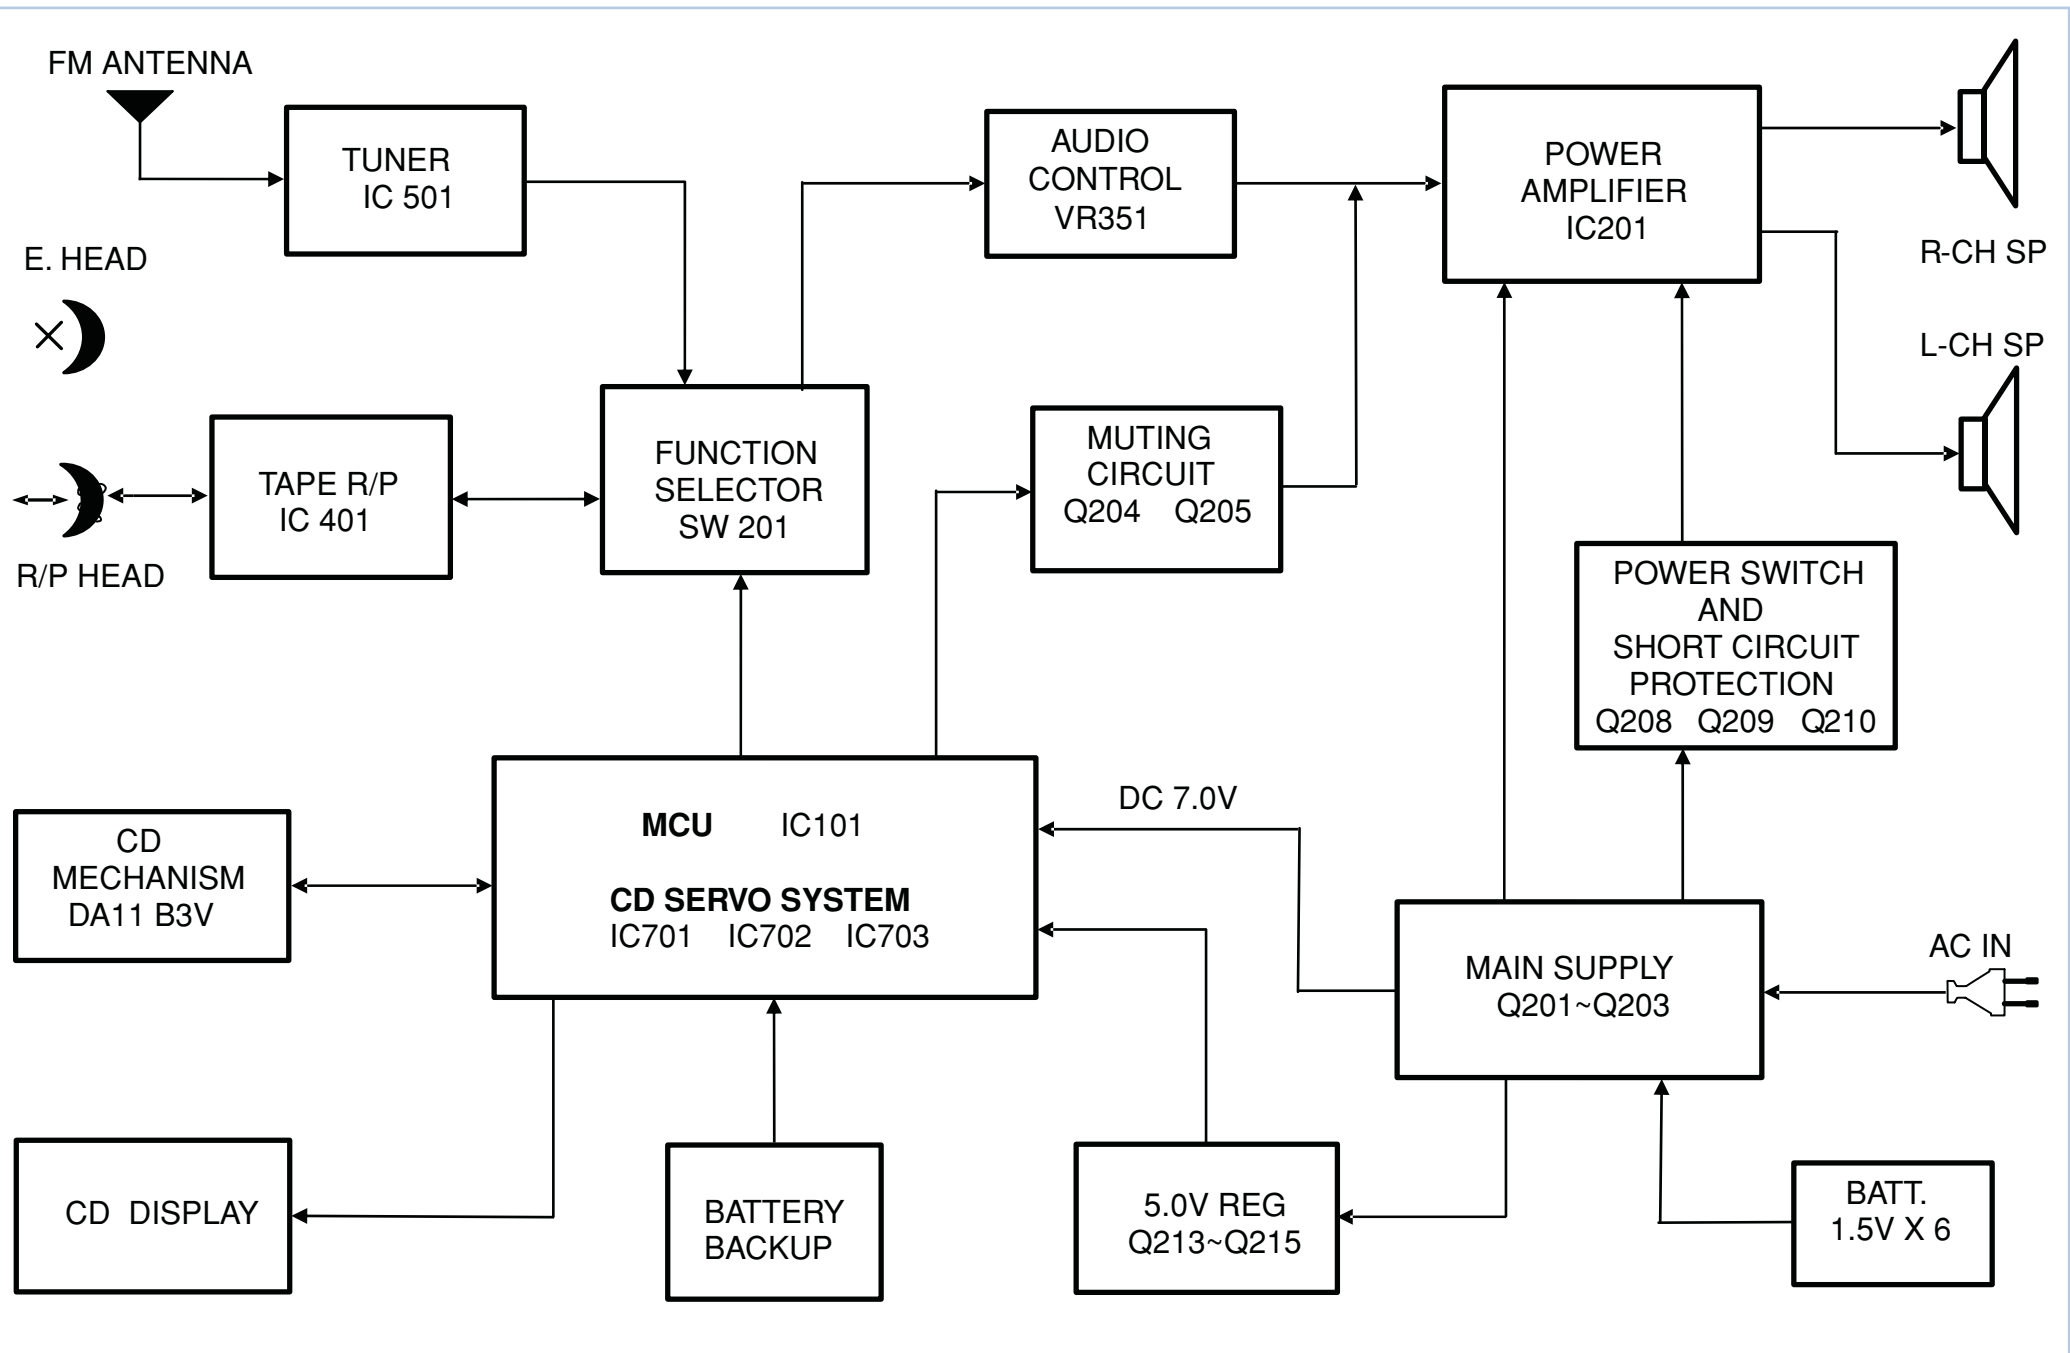 FM ANTENNA
TUNER
IC 501
AUDIO
CONTROL
VR351
POWER
AMPLIFIER
IC201
R-CH SP
E. HEAD
L-CH SP
R/P HEAD
TAPE R/P
IC 401
FUNCTION
SELECTOR
SW 201
MUTING
CIRCUIT
Q204 Q205
POWER SWITCH
AND
SHORT CIRCUIT
PROTECTION
Q208 Q209 Q210
CD
MECHANISM
DA11 B3V
MCU IC101
CD SERVO SYSTEM
IC701 IC702 IC703
DC 7.0V
MAIN SUPPLY
Q201~Q203
AC IN
CD DISPLAY
BATTERY
BACKUP
5.0V REG
Q213~Q215
BATT.
1.5V X 6